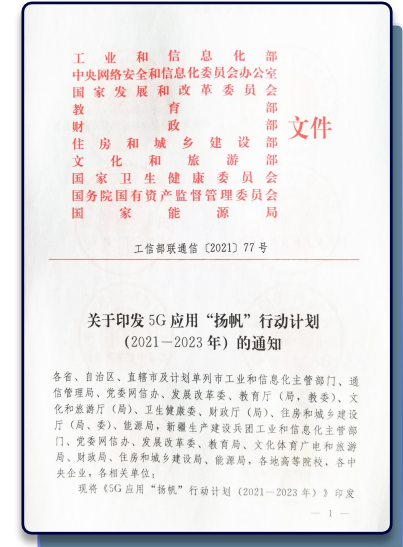 工业和信息化部
中央网络安全和信息化委员会办公室
国家发展和改革委员会
教育部
财政部
住房和城乡建设部
文化和旅游部
国家卫生健康委员会
国务院国有资产监督管理委员会
国家能源局
文件
工信部联通信〔2021〕77号
关于印发5G应用“扬帆”行动计划
（2021—2023年）的通知
各省、自治区、直辖市及计划单列市工业和信息化主管部门、通
信管理局、党委网信办、发展改革委、教育厅（局，教委）、文
化和旅游厅（局）、卫生健康委、财政厅（局）、住房和城乡建设
厅（局、委）、能源局，新疆生产建设兵团工业和信息化主管部
门、党委网信办、发展改革委、教育局、文化体育广电和旅游
局、财政局、住房和城乡建设局、能源局，各地高等院校，各中
央企业，各相关单位：
现将《5G应用“扬帆”行动计划（2021—2023年）》印发
— 1 —